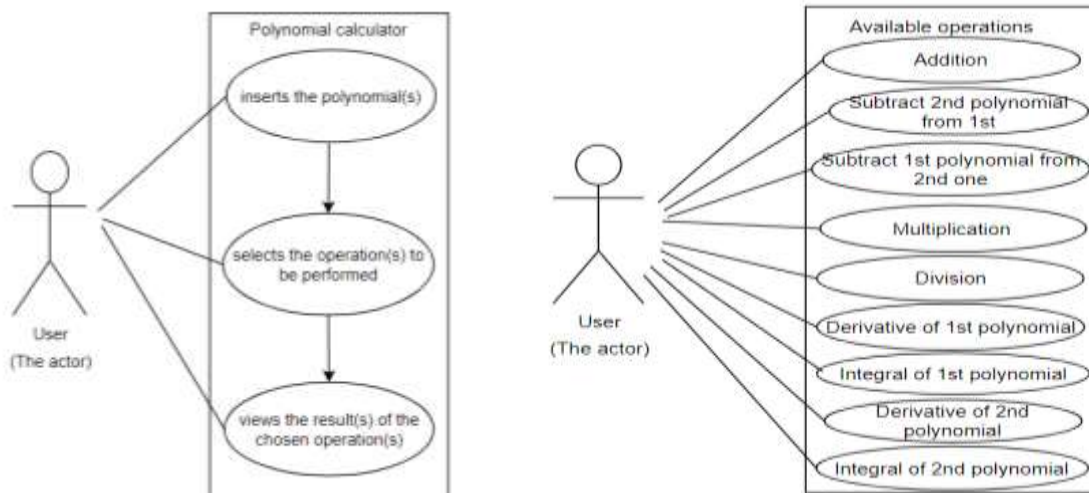 Polynomial calculator
inserts the polynomial(s)
selects the operation(s) to
be performed
views the result(s) of the
chosen operation(s)
User
(The actor)
Available operations
Addition
Subtract 2nd polynomial
from 1st
Subtract 1st polynomial from
2nd one
Multiplication
Division
Derivative of 1st polynomial
Integral of 1st polynomial
Derivative of 2nd
polynomial
Integral of 2nd polynomial
User
(The actor)